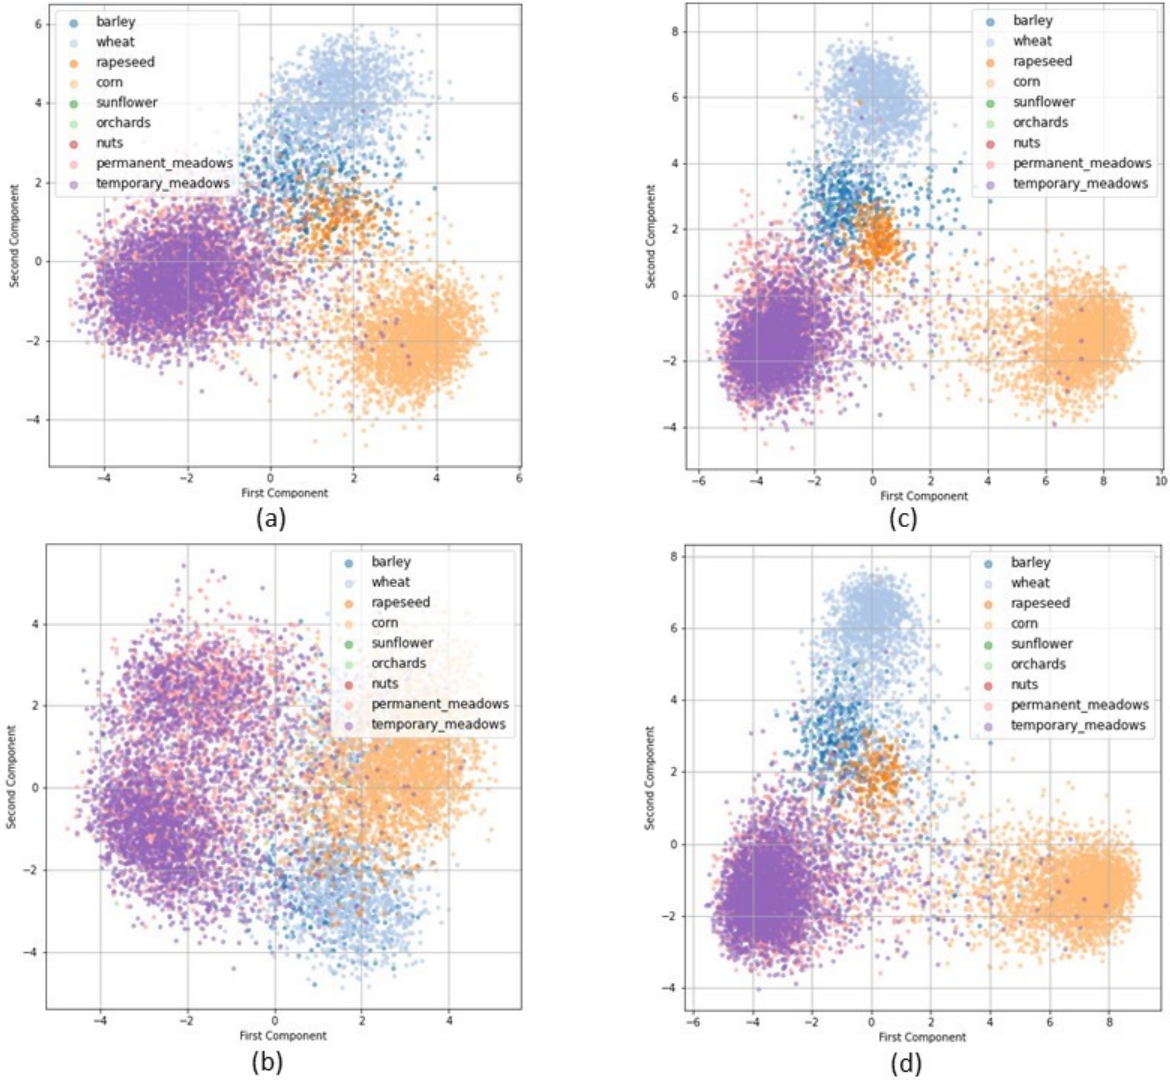 barley
wheat
rapeseed
corn
sunflower
orchards
nuts
permanent_meadows
temporary_meadows
6
4
2
0
−2
−4
Second Component
−4
−2
0
2
4
6
First Component
(a)
barley
wheat
rapeseed
corn
sunflower
orchards
nuts
permanent_meadows
temporary_meadows
8
6
4
2
0
−2
−4
Second Component
−6
−4
−2
0
2
4
6
8
10
First Component
(c)
barley
wheat
rapeseed
corn
sunflower
orchards
nuts
permanent_meadows
temporary_meadows
4
2
0
−2
−4
Second Component
−4
−2
0
2
4
First Component
(b)
barley
wheat
rapeseed
corn
sunflower
orchards
nuts
permanent_meadows
temporary_meadows
8
6
4
2
0
−2
−4
Second Component
−6
−4
−2
0
2
4
6
8
First Component
(d)